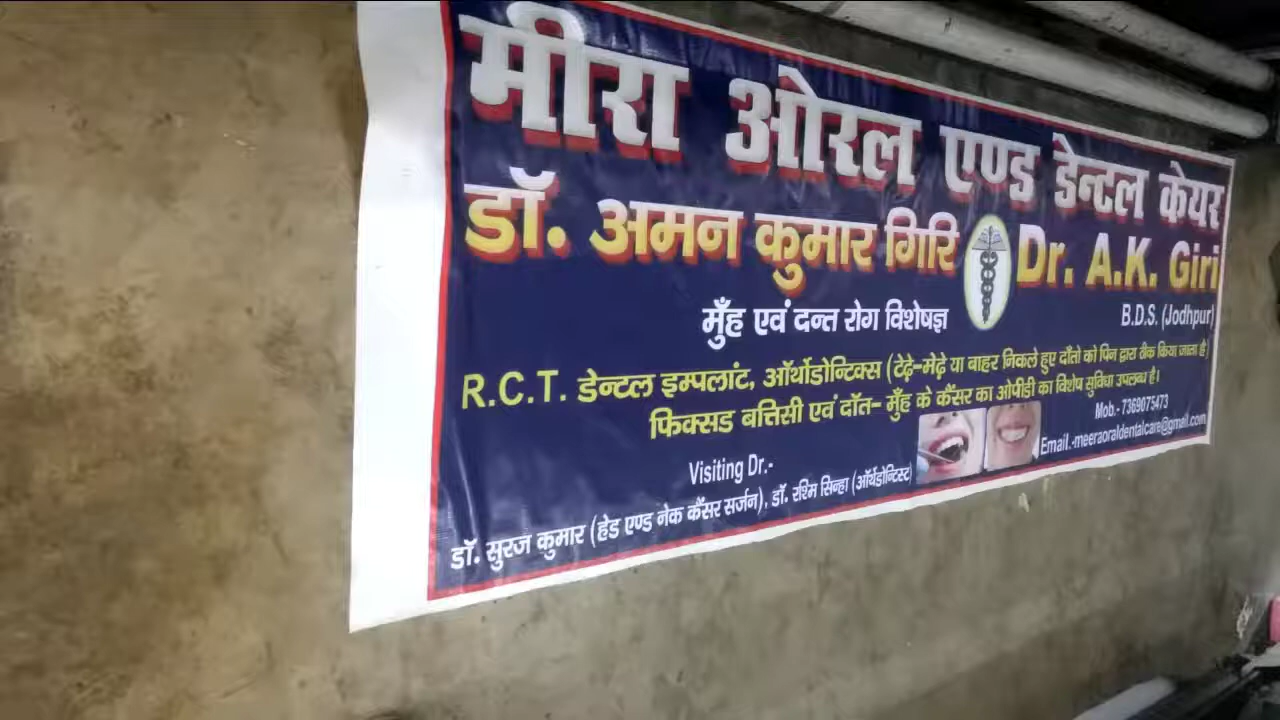 मीरा ओरल एण्ड डेन्टल केयर
डॉ. अमन कुमार गिरि Dr. A.K. Giri
B.D.S. (Jodhpur)
मुँह एवं दन्त रोग विशेषज्ञ
R.C.T. डेन्टल इम्पलांट, ऑर्थोडोन्टिक्स (टेढ़े-मेढ़े या बाहर निकले हुए दाँतो को पिन द्वारा ठीक किया जाता है)
फिक्सड बत्तिसी एवं दाँत- मुँह के कैंसर का ओपीडी का विशेष सुविधा उपलब्ध है।
Mob.- 7369075473
Email.-meeraoraldentalcare@gmail.com
Visiting Dr.-
डॉ. सुरज कुमार (हेड एण्ड नेक कैंसर सर्जन), डॉ. रश्मि सिन्हा (ऑर्थडोन्टिस्ट)